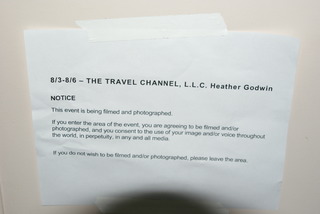 8/3-8/6 – THE TRAVEL CHANNEL, L.L.C. Heather Godwin
NOTICE
This event is being filmed and photographed.
If you enter the area of the event, you are agreeing to be filmed and/or
photographed, and you consent to the use of your image and/or voice throughout
the world, in perpetuity, in any and all media.
If you do not wish to be filmed and/or photographed, please leave the area.